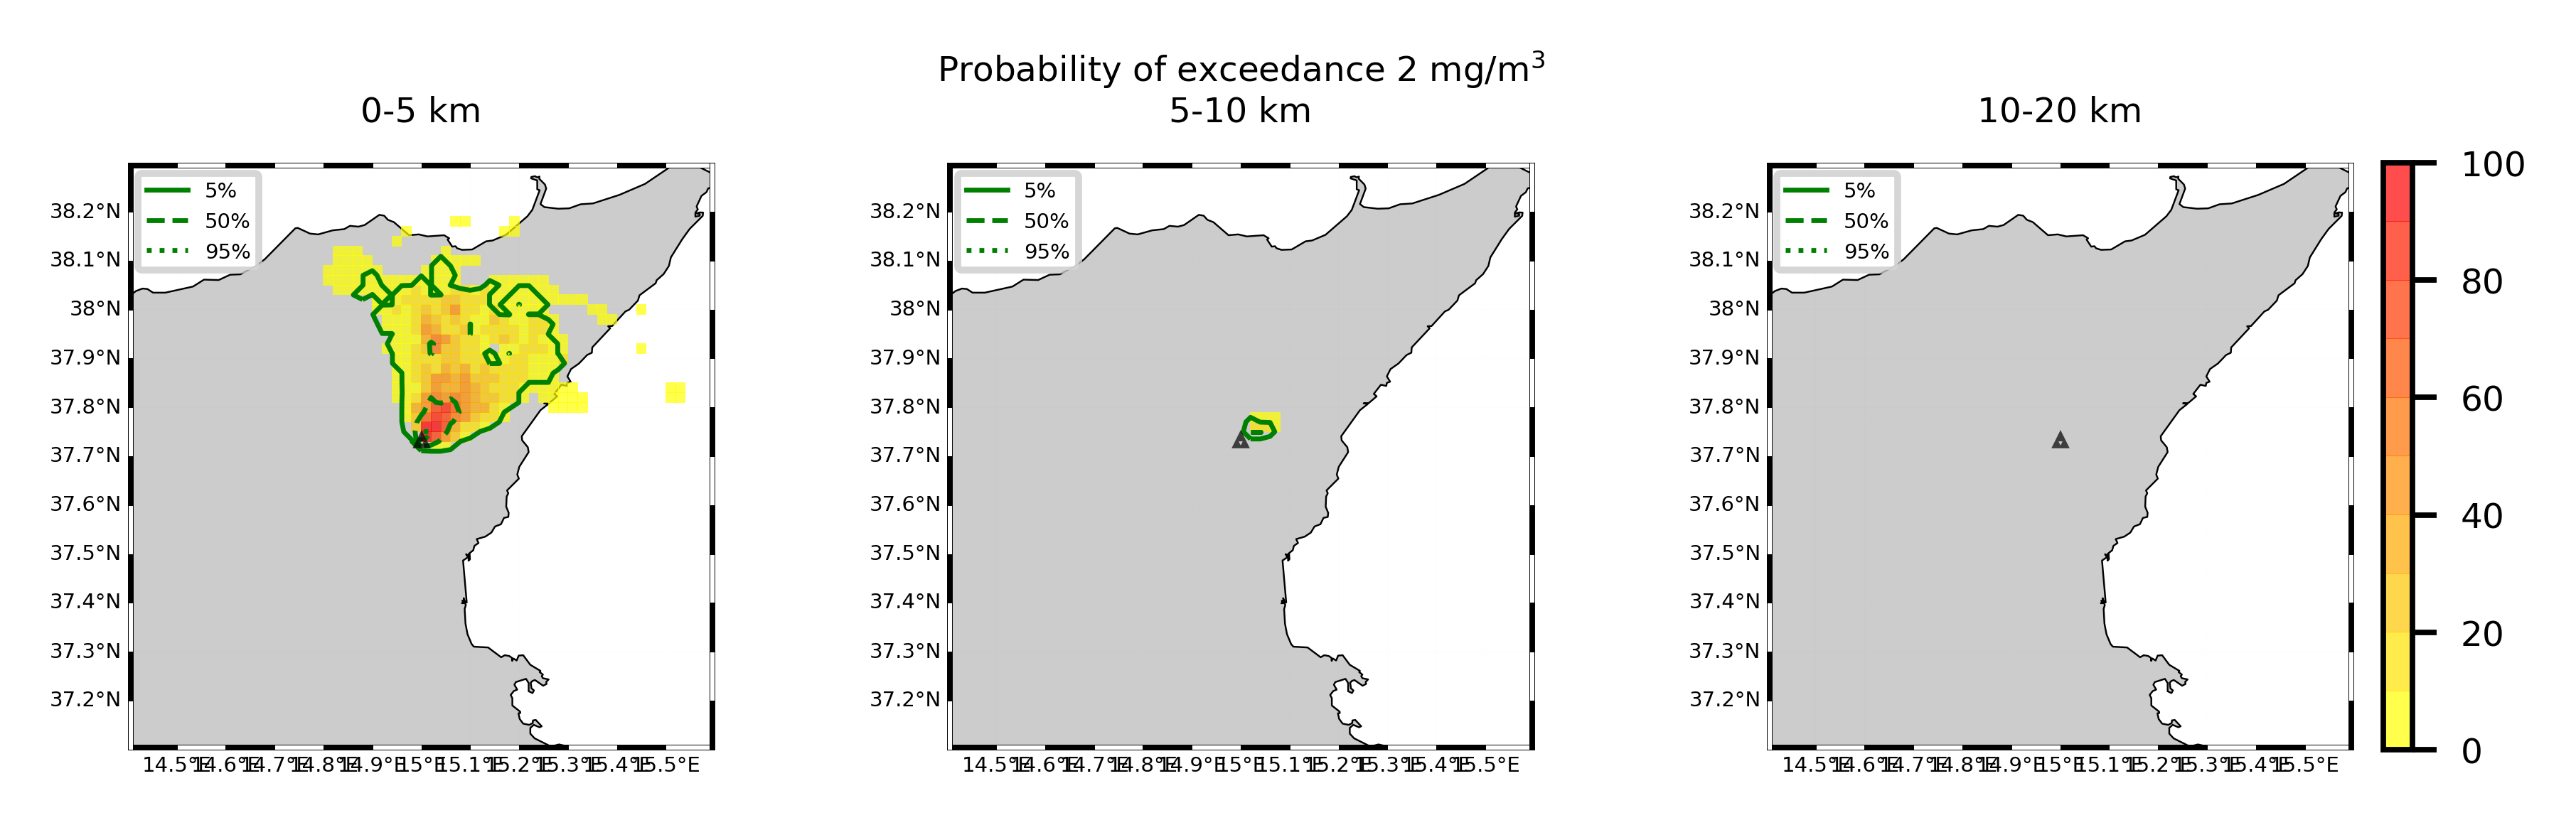 Probability of exceedance 2 mg/m³
0-5 km
5-10 km
10-20 km
5%
50%
95%
38.2°N
38.1°N
38°N
37.9°N
37.8°N
37.7°N
37.6°N
37.5°N
37.4°N
37.3°N
37.2°N
14.5°E 14.6°E 14.7°E 14.8°E 14.9°E 15°E 15.1°E 15.2°E 15.3°E 15.4°E 15.5°E
5%
50%
95%
38.2°N
38.1°N
38°N
37.9°N
37.8°N
37.7°N
37.6°N
37.5°N
37.4°N
37.3°N
37.2°N
14.5°E 14.6°E 14.7°E 14.8°E 14.9°E 15°E 15.1°E 15.2°E 15.3°E 15.4°E 15.5°E
5%
50%
95%
38.2°N
38.1°N
38°N
37.9°N
37.8°N
37.7°N
37.6°N
37.5°N
37.4°N
37.3°N
37.2°N
14.5°E 14.6°E 14.7°E 14.8°E 14.9°E 15°E 15.1°E 15.2°E 15.3°E 15.4°E 15.5°E
100
80
60
40
20
0